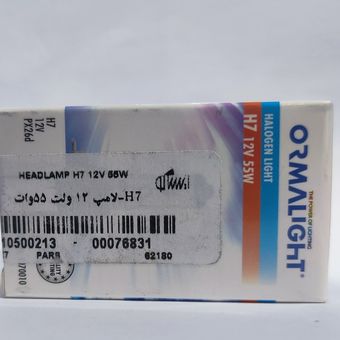 ORMALIGHT
THE POWER OF LIGHTING
HALOGEN LIGHT
H7 12V 55W
H7
12V
PX26d
HEADLAMP H7 12V 55W
H7-لامپ ۱۲ ولت ۵۵وات
10500213 - 00076831
PARS
62180
170010